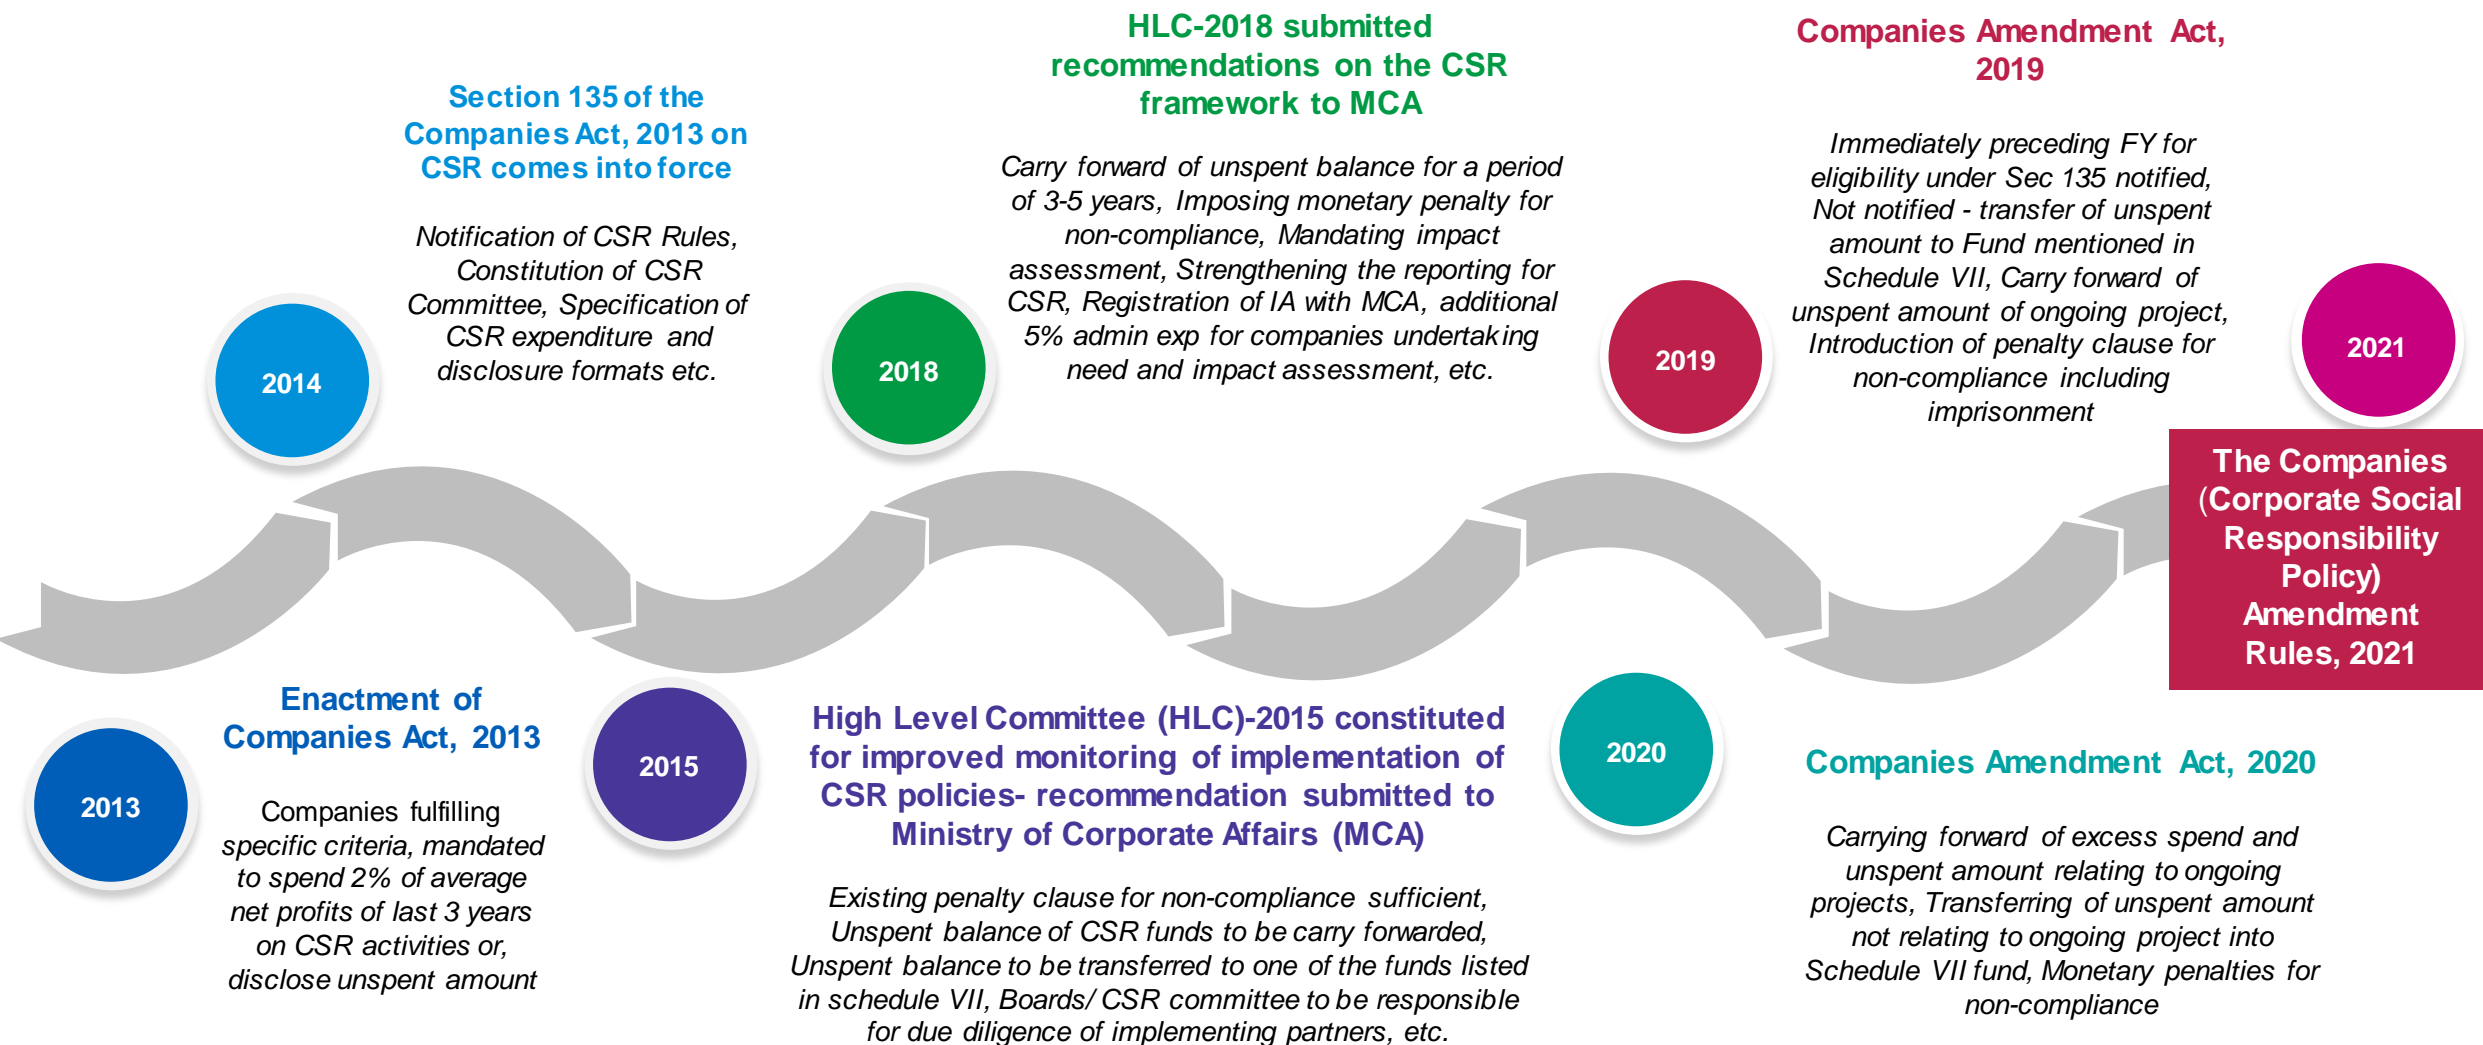 2013
Enactment of
Companies Act, 2013
Companies fulfilling
specific criteria, mandated
to spend 2% of average
net profits of last 3 years
on CSR activities or,
disclose unspent amount
2014
Section 135 of the
Companies Act, 2013 on
CSR comes into force
Notification of CSR Rules,
Constitution of CSR
Committee, Specification of
CSR expenditure and
disclosure formats etc.
2015
High Level Committee (HLC)-2015 constituted
for improved monitoring of implementation of
CSR policies- recommendation submitted to
Ministry of Corporate Affairs (MCA)
Existing penalty clause for non-compliance sufficient,
Unspent balance of CSR funds to be carry forwarded,
Unspent balance to be transferred to one of the funds listed
in schedule VII, Boards/ CSR committee to be responsible
for due diligence of implementing partners, etc.
2018
HLC-2018 submitted
recommendations on the CSR
framework to MCA
Carry forward of unspent balance for a period
of 3-5 years, Imposing monetary penalty for
non-compliance, Mandating impact
assessment, Strengthening the reporting for
CSR, Registration of IA with MCA, additional
5% admin exp for companies undertaking
need and impact assessment, etc.
2019
Companies Amendment Act,
2019
Immediately preceding FY for
eligibility under Sec 135 notified,
Not notified - transfer of unspent
amount to Fund mentioned in
Schedule VII, Carry forward of
unspent amount of ongoing project,
Introduction of penalty clause for
non-compliance including
imprisonment
2020
Companies Amendment Act, 2020
Carrying forward of excess spend and
unspent amount relating to ongoing
projects, Transferring of unspent amount
not relating to ongoing project into
Schedule VII fund, Monetary penalties for
non-compliance
2021
The Companies
(Corporate Social
Responsibility
Policy)
Amendment
Rules, 2021